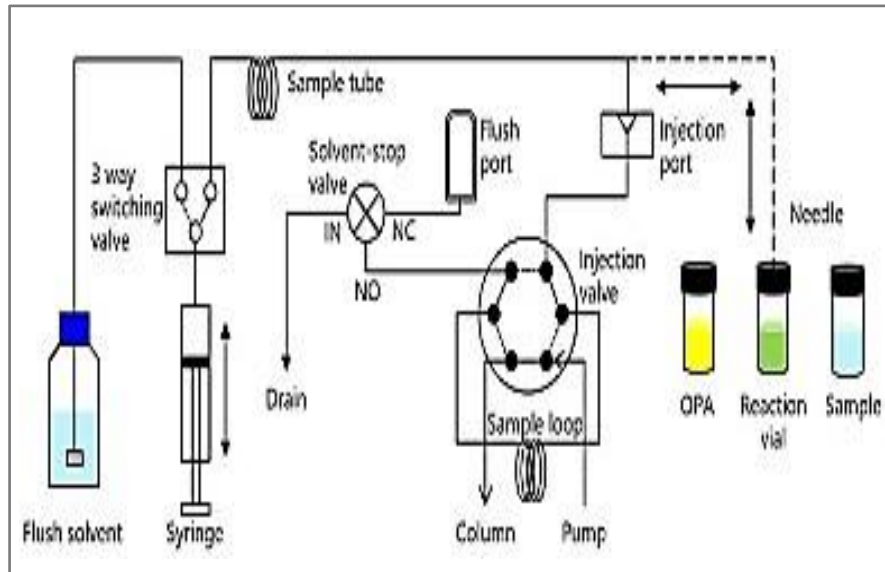 Sample tube
Flush
port
Injection
port
Solvent-stop
valve
3 way
switching
valve
IN
NC
NO
Needle
Injection
valve
Drain
Sample loop
OPA
Reaction
vial
Sample
Flush solvent
Syringe
Column
Pump